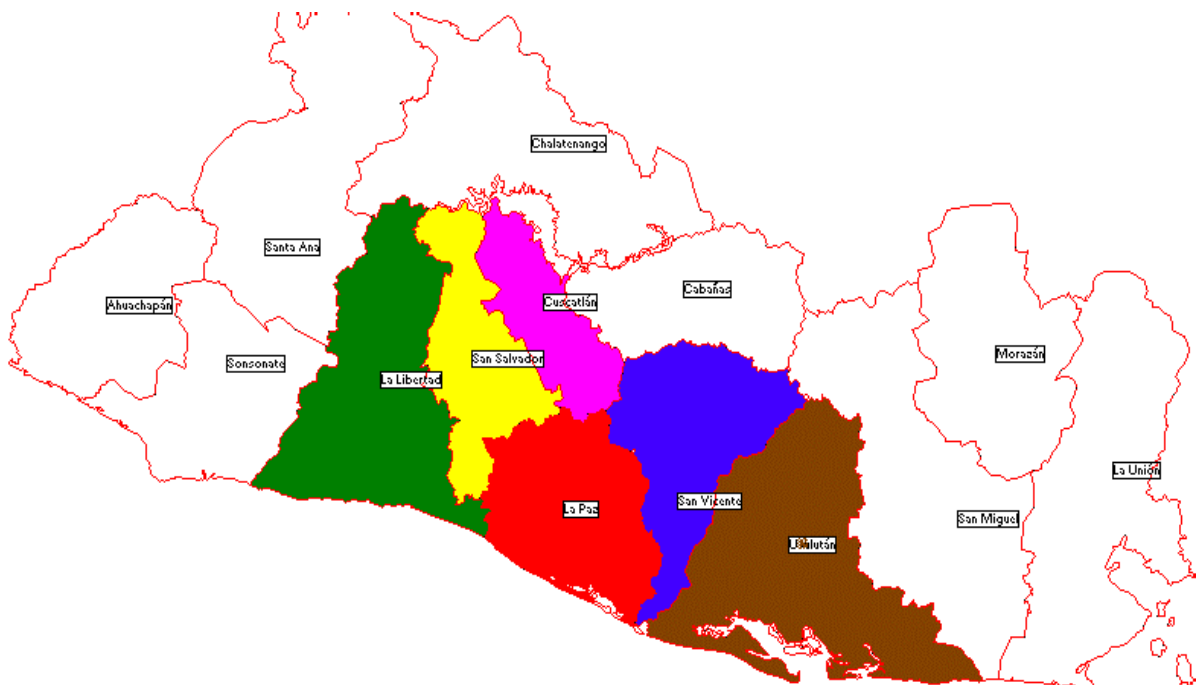 Chalatenango
Santa Ana
Ahuachapán
Cabañas
Cuscatlán
Sonsonate
San Salvador
Morazán
La Libertad
La Unión
La Paz
San Vicente
San Miguel